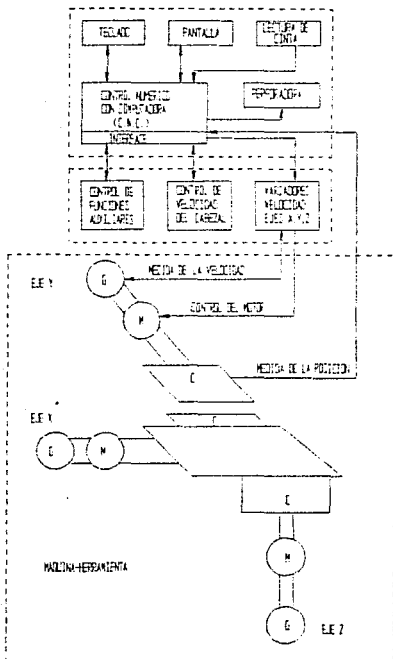 TECLADO
PANTALLA
LECTURA DE
CINTA
CONTROL NUMERICO
CON COMPUTADORA
(C.N.C.)
PERFORADORA
INTERFACE
CONTROL DE
FUNCIONES
AUXILIARES
CONTROL DE
VELOCIDAD
DEL CABEZAL
VARIADORES
VELOCIDAD
EJES X,Y,Z
MEDIDA DE LA VELOCIDAD
EJE Y
G
CONTROL DEL MOTOR
M
MEDIDA DE LA POSICION
C
EJE X
C
G
M
C
M
MAQUINA-HERRAMIENTA
G
EJE Z